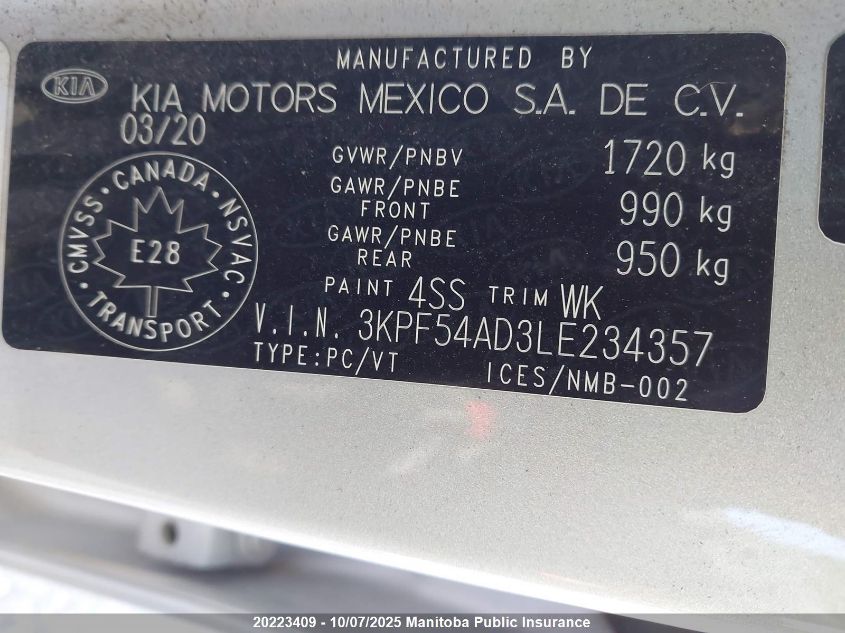 MANUFACTURED BY
KIA
KIA MOTORS MEXICO S.A. DE C.V.
03/20
GVWR/PNBV 1720 kg
GAWR/PNBE FRONT 990 kg
GAWR/PNBE REAR 950 kg
PAINT 4SS TRIM WK
V.I.N. 3KPF54AD3LE234357
TYPE:PC/VT ICES/NMB-002
CMVSS · CANADA · NSVAC · TRANSPORT ·
E28
20223409 - 10/07/2025 Manitoba Public Insurance